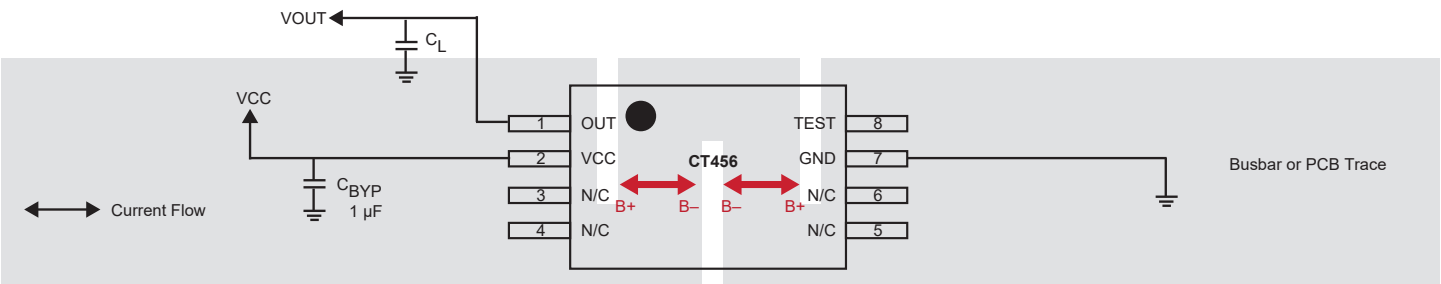 VOUT
CL
VCC
1
OUT
TEST
8
2
VCC
CT456
GND
7
Busbar or PCB Trace
CBYP
1 µF
3
N/C
N/C
6
B+
B–
B–
B+
Current Flow
4
N/C
N/C
5